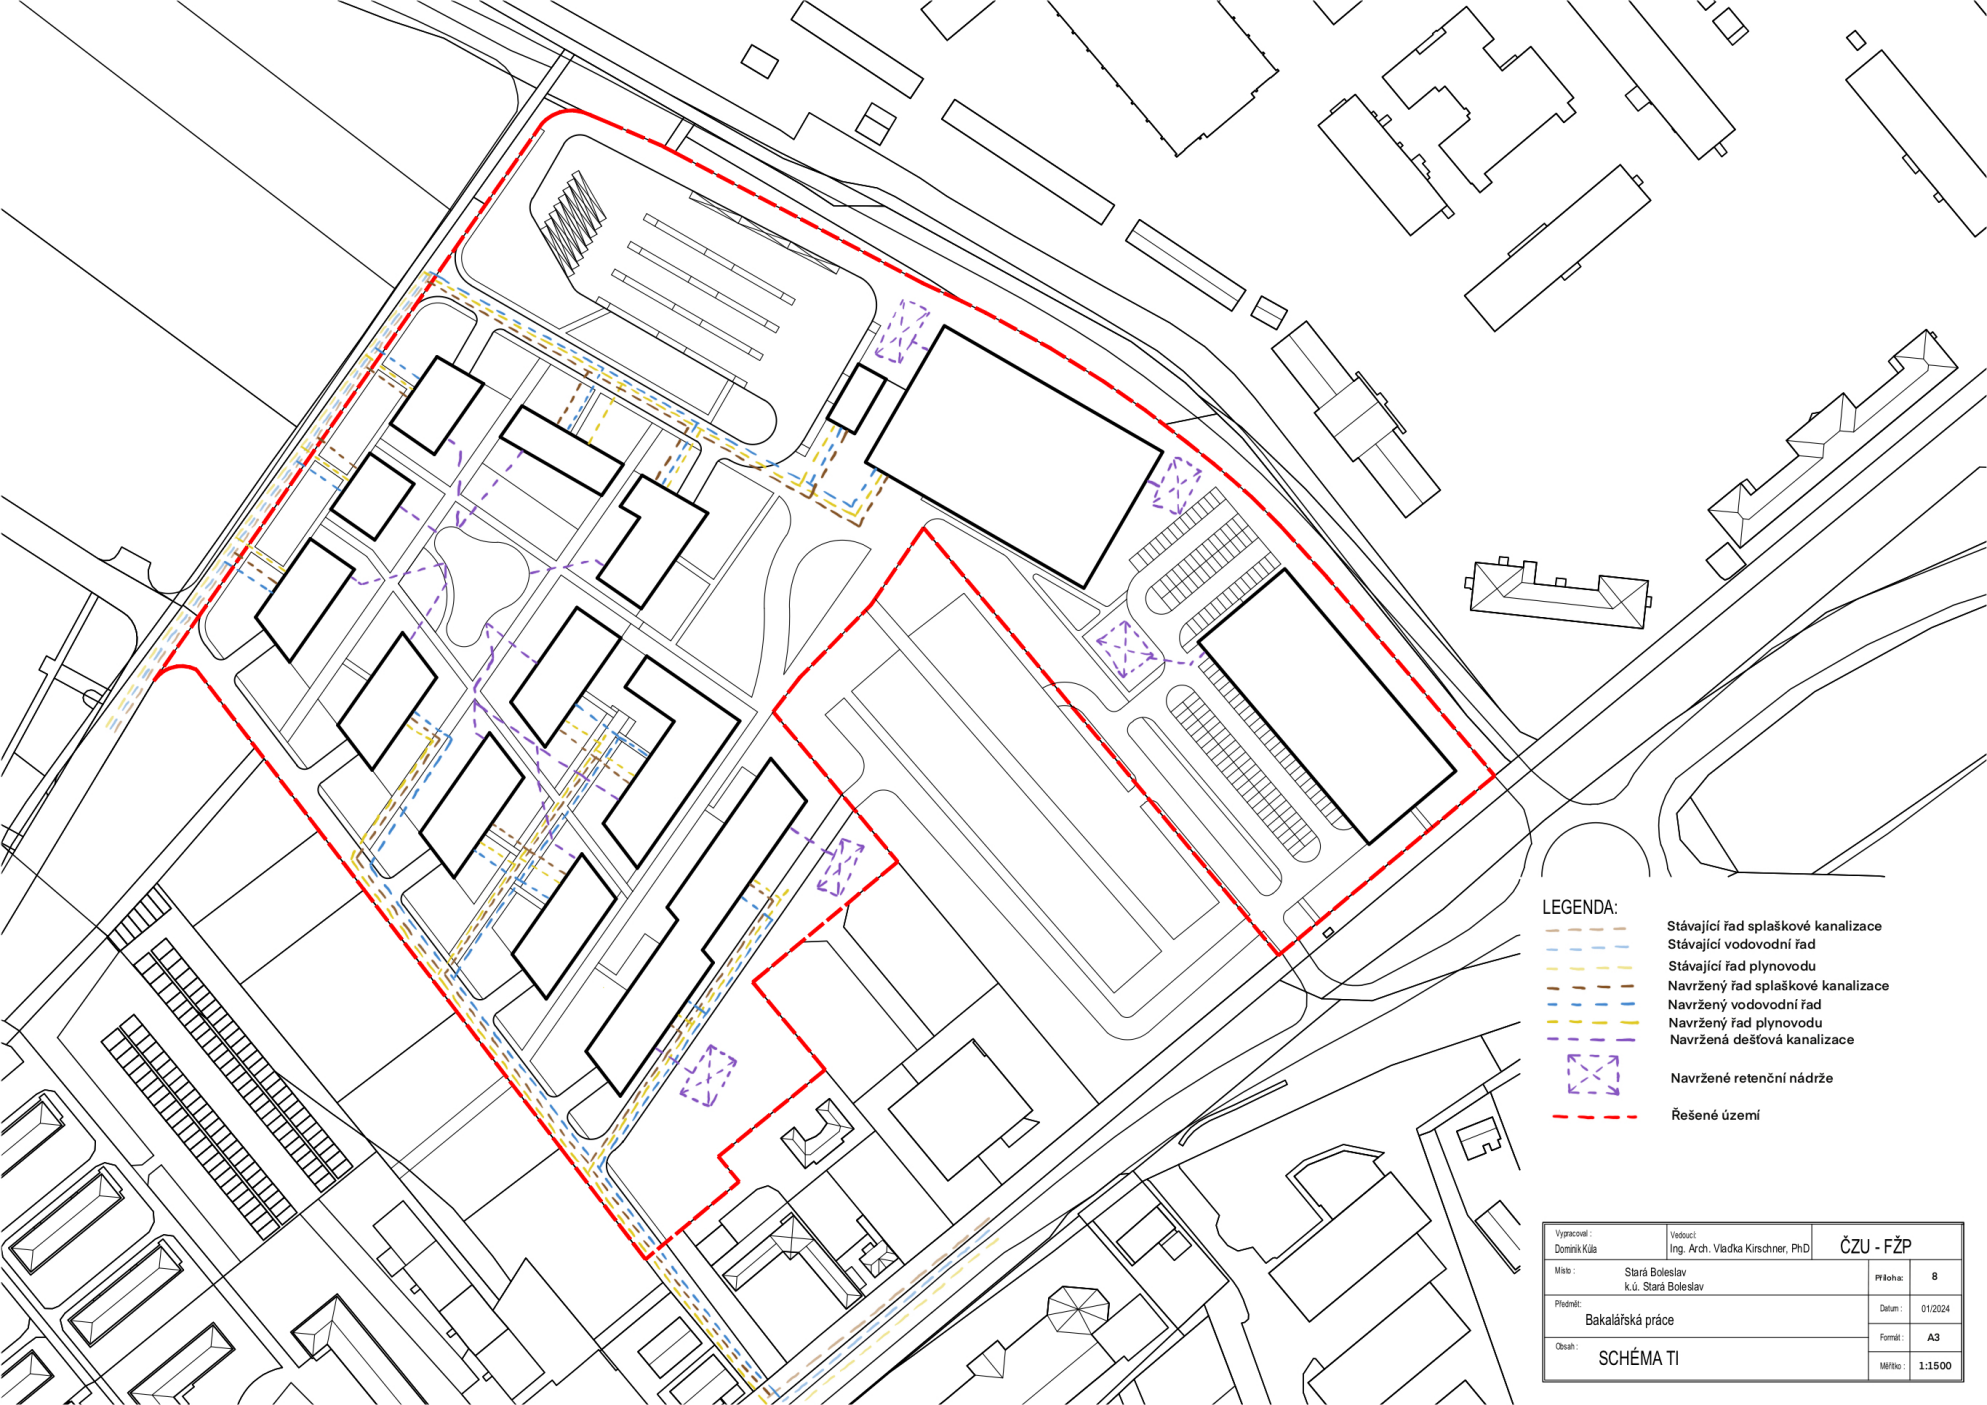 LEGENDA:
Stávající řad splaškové kanalizace
Stávající vodovodní řad
Stávající řad plynovodu
Navržený řad splaškové kanalizace
Navržený vodovodní řad
Navržený řad plynovodu
Navržená dešťová kanalizace
Navržené retenční nádrže
Řešené území
Vypracoval :
Dominik Kůla
Vedoucí:
Ing. Arch. Vlaďka Kirschner, PhD
ČZU - FŽP
Místo :
Stará Boleslav
k.ú. Stará Boleslav
Příloha: 8
Předmět:
Bakalářská práce
Datum : 01/2024
Formát : A3
Obsah :
SCHÉMA TI
Měřítko : 1:1500